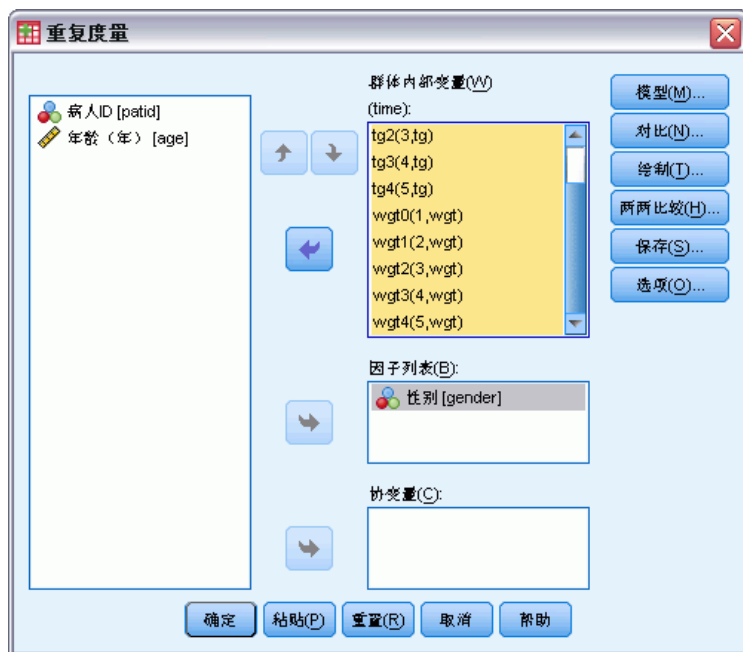 重复度量
病人ID [patid]
年龄（年） [age]
群体内部变量(W)
(time):
tg2(3,tg)
tg3(4,tg)
tg4(5,tg)
wgt0(1,wgt)
wgt1(2,wgt)
wgt2(3,wgt)
wgt3(4,wgt)
wgt4(5,wgt)
因子列表(B):
性别 [gender]
协变量(C):
模型(M)...
对比(N)...
绘制(T)...
两两比较(H)...
保存(S)...
选项(O)...
确定
粘贴(P)
重置(R)
取消
帮助